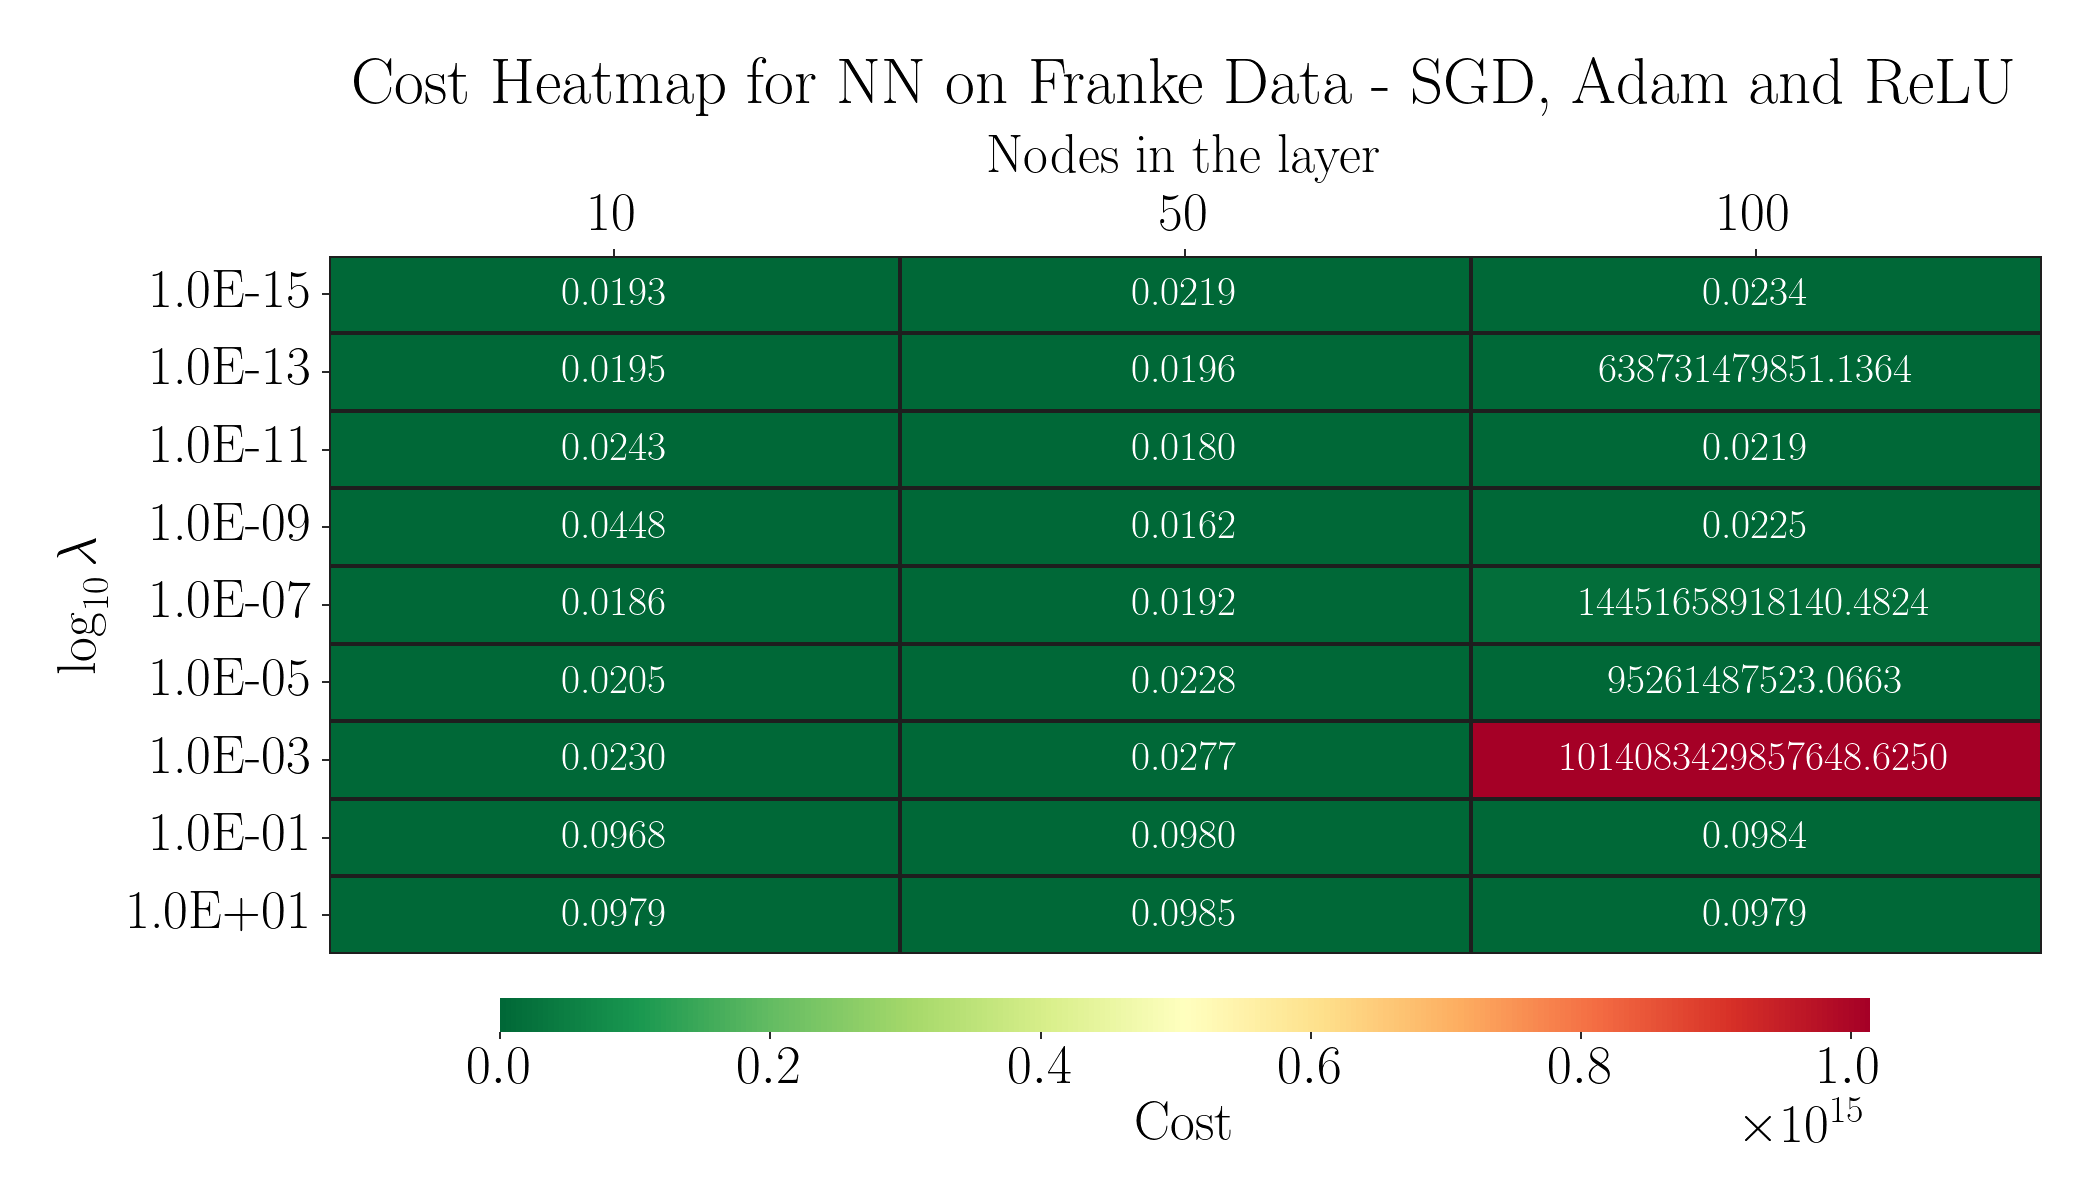 Cost Heatmap for NN on Franke Data - SGD, Adam and ReLU
Nodes in the layer
10 50 100
1.0E-15 0.0193 0.0219 0.0234
1.0E-13 0.0195 0.0196 638731479851.1364
1.0E-11 0.0243 0.0180 0.0219
1.0E-09 0.0448 0.0162 0.0225
1.0E-07 0.0186 0.0192 14451658918140.4824
1.0E-05 0.0205 0.0228 95261487523.0663
1.0E-03 0.0230 0.0277 1014083429857648.6250
1.0E-01 0.0968 0.0980 0.0984
1.0E+01 0.0979 0.0985 0.0979
log₁₀ λ
0.0 0.2 0.4 0.6 0.8 1.0
Cost
×10¹⁵